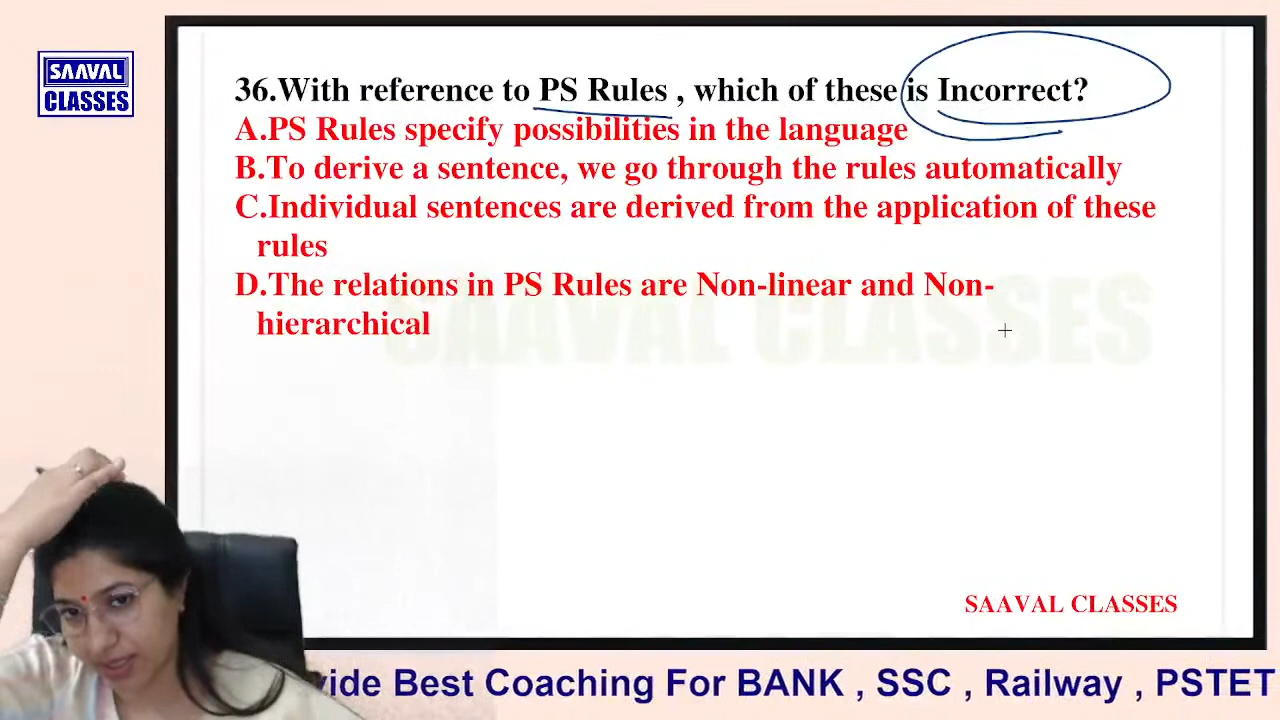 SAAVAL
CLASSES
36.With reference to PS Rules , which of these is Incorrect?
A.PS Rules specify possibilities in the language
B.To derive a sentence, we go through the rules automatically
C.Individual sentences are derived from the application of these
rules
D.The relations in PS Rules are Non-linear and Non-
hierarchical
SAAVAL CLASSES
SAAVAL CLASSES
vide Best Coaching For BANK , SSC , Railway , PSTET